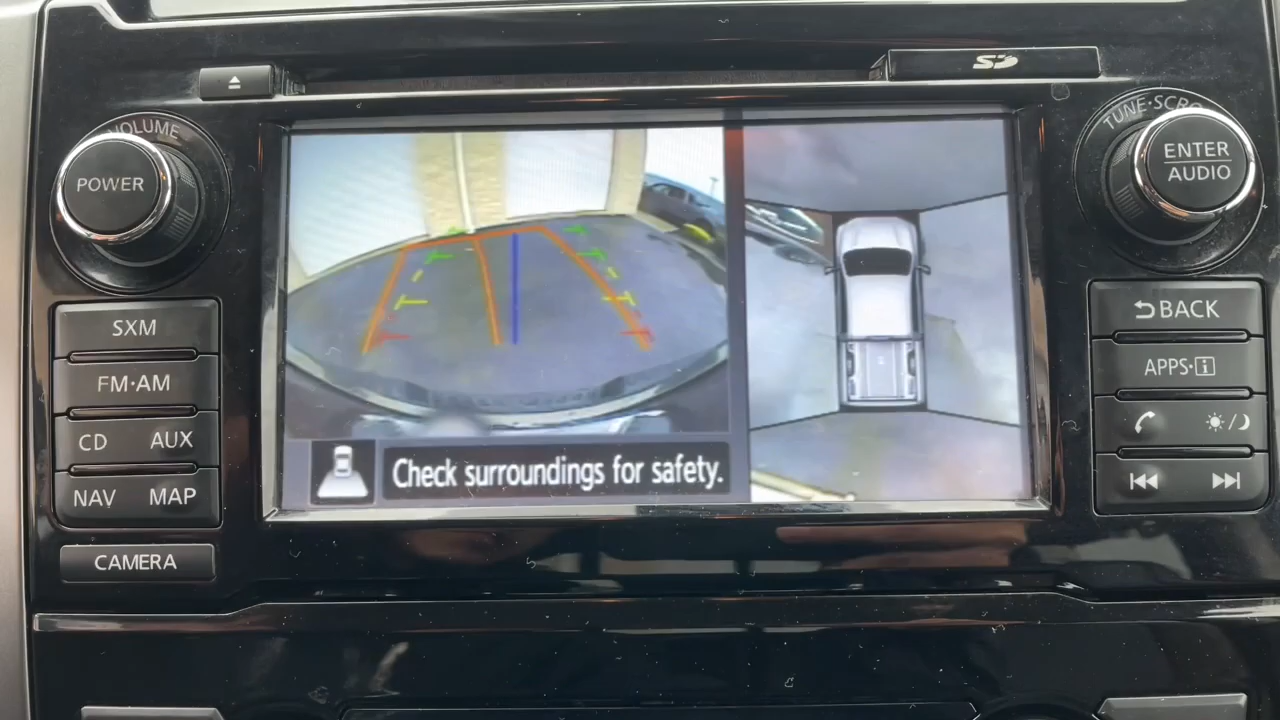 SD
VOLUME
POWER
TUNE·SCRO
ENTER
AUDIO
SXM
FM·AM
CD AUX
NAV MAP
CAMERA
BACK
APPS·i
Check surroundings for safety.